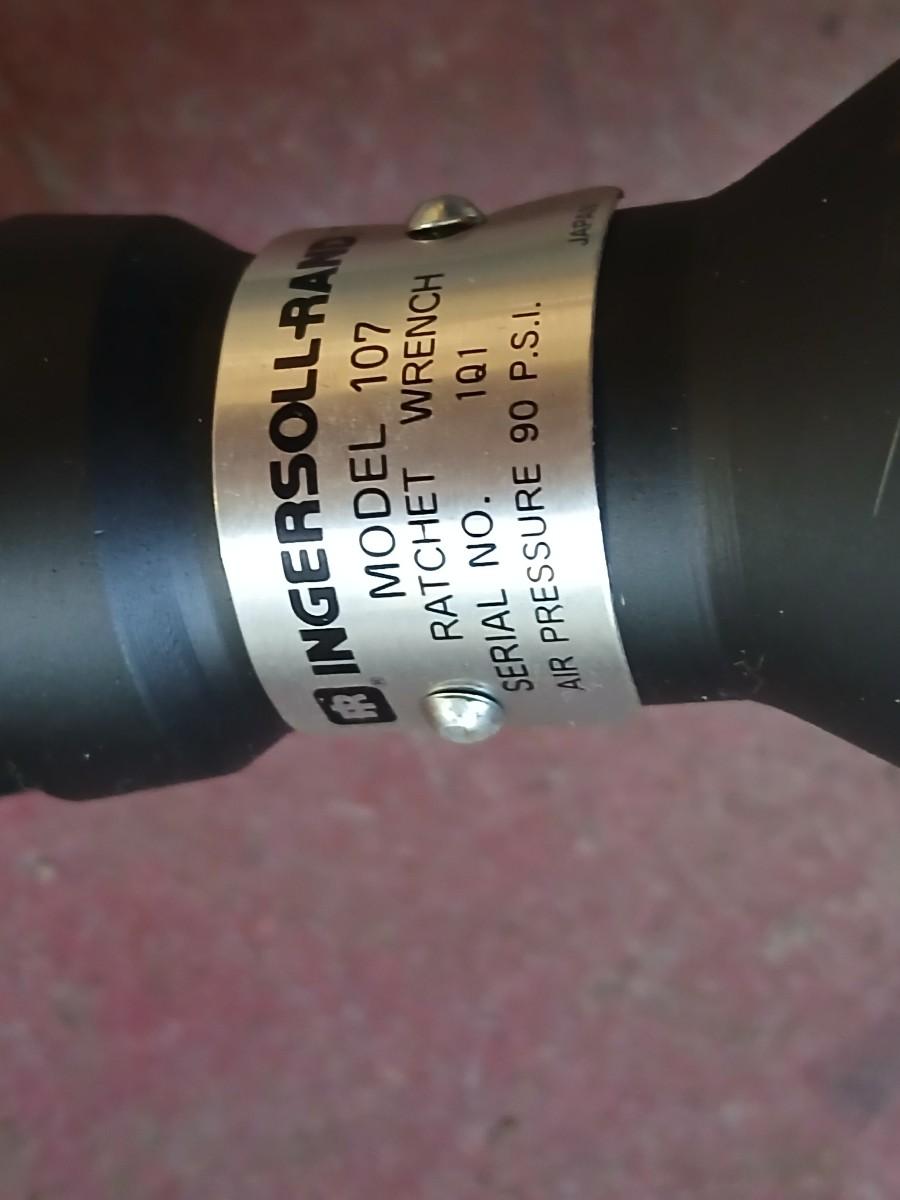 IR® INGERSOLL-RAND
MODEL 107
RATCHET WRENCH
SERIAL NO. 1Q1
AIR PRESSURE 90 P.S.I.
JAPAN